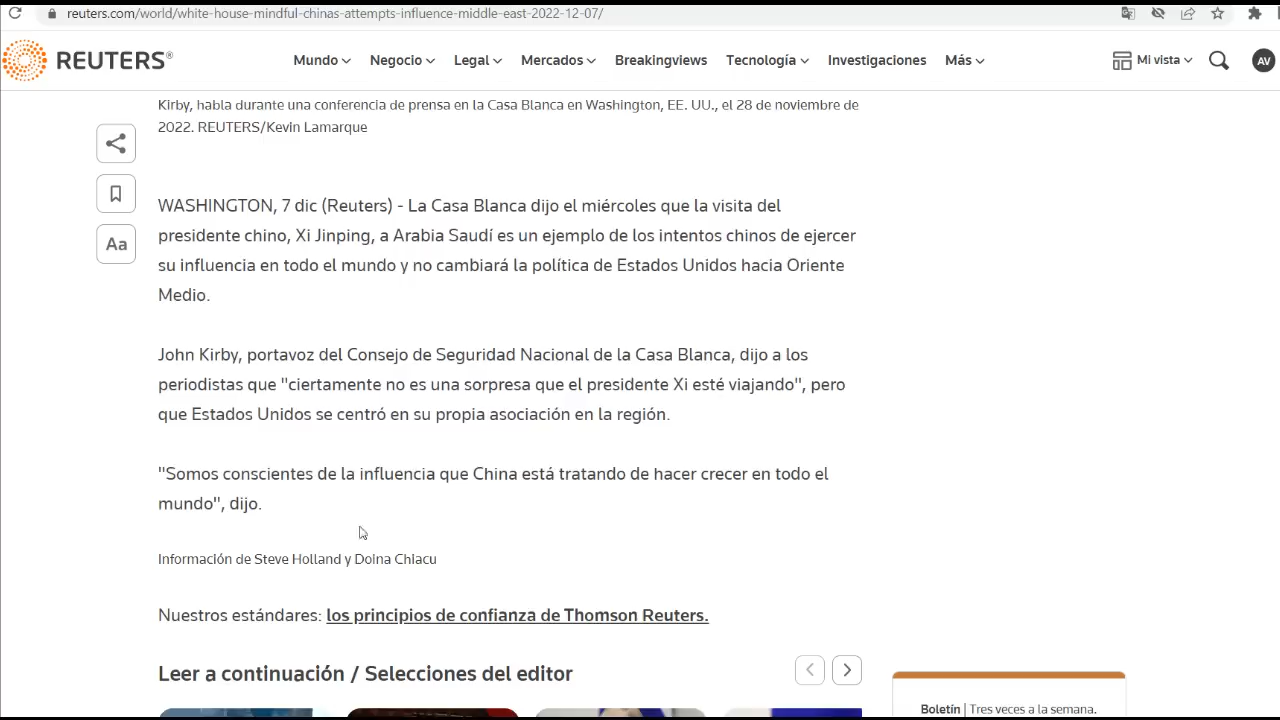 reuters.com/world/white-house-mindful-chinas-attempts-influence-middle-east-2022-12-07/
REUTERS®
Mundo Negocio Legal Mercados Breakingviews Tecnología Investigaciones Más Mi vista AV
Kirby, habla durante una conferencia de prensa en la Casa Blanca en Washington, EE. UU., el 28 de noviembre de
2022. REUTERS/Kevin Lamarque
Aa
WASHINGTON, 7 dic (Reuters) - La Casa Blanca dijo el miércoles que la visita del
presidente chino, Xi Jinping, a Arabia Saudí es un ejemplo de los intentos chinos de ejercer
su influencia en todo el mundo y no cambiará la política de Estados Unidos hacia Oriente
Medio.
John Kirby, portavoz del Consejo de Seguridad Nacional de la Casa Blanca, dijo a los
periodistas que "ciertamente no es una sorpresa que el presidente Xi esté viajando", pero
que Estados Unidos se centró en su propia asociación en la región.
"Somos conscientes de la influencia que China está tratando de hacer crecer en todo el
mundo", dijo.
Información de Steve Holland y Doina Chiacu
Nuestros estándares: los principios de confianza de Thomson Reuters.
Leer a continuación / Selecciones del editor
Boletín | Tres veces a la semana.